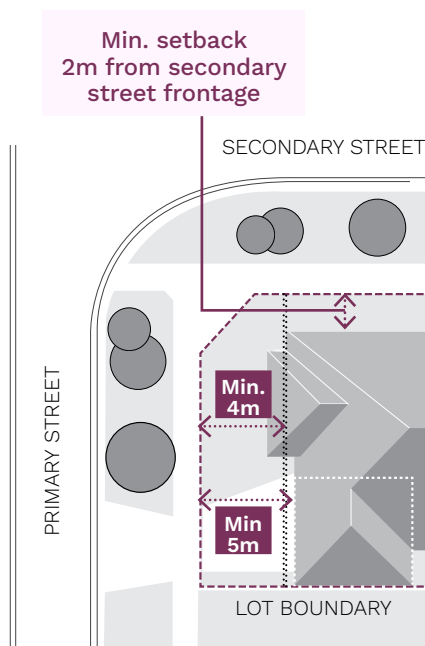 Min. setback
2m from secondary
street frontage
SECONDARY STREET
Min.
4m
PRIMARY STREET
Min
5m
LOT BOUNDARY